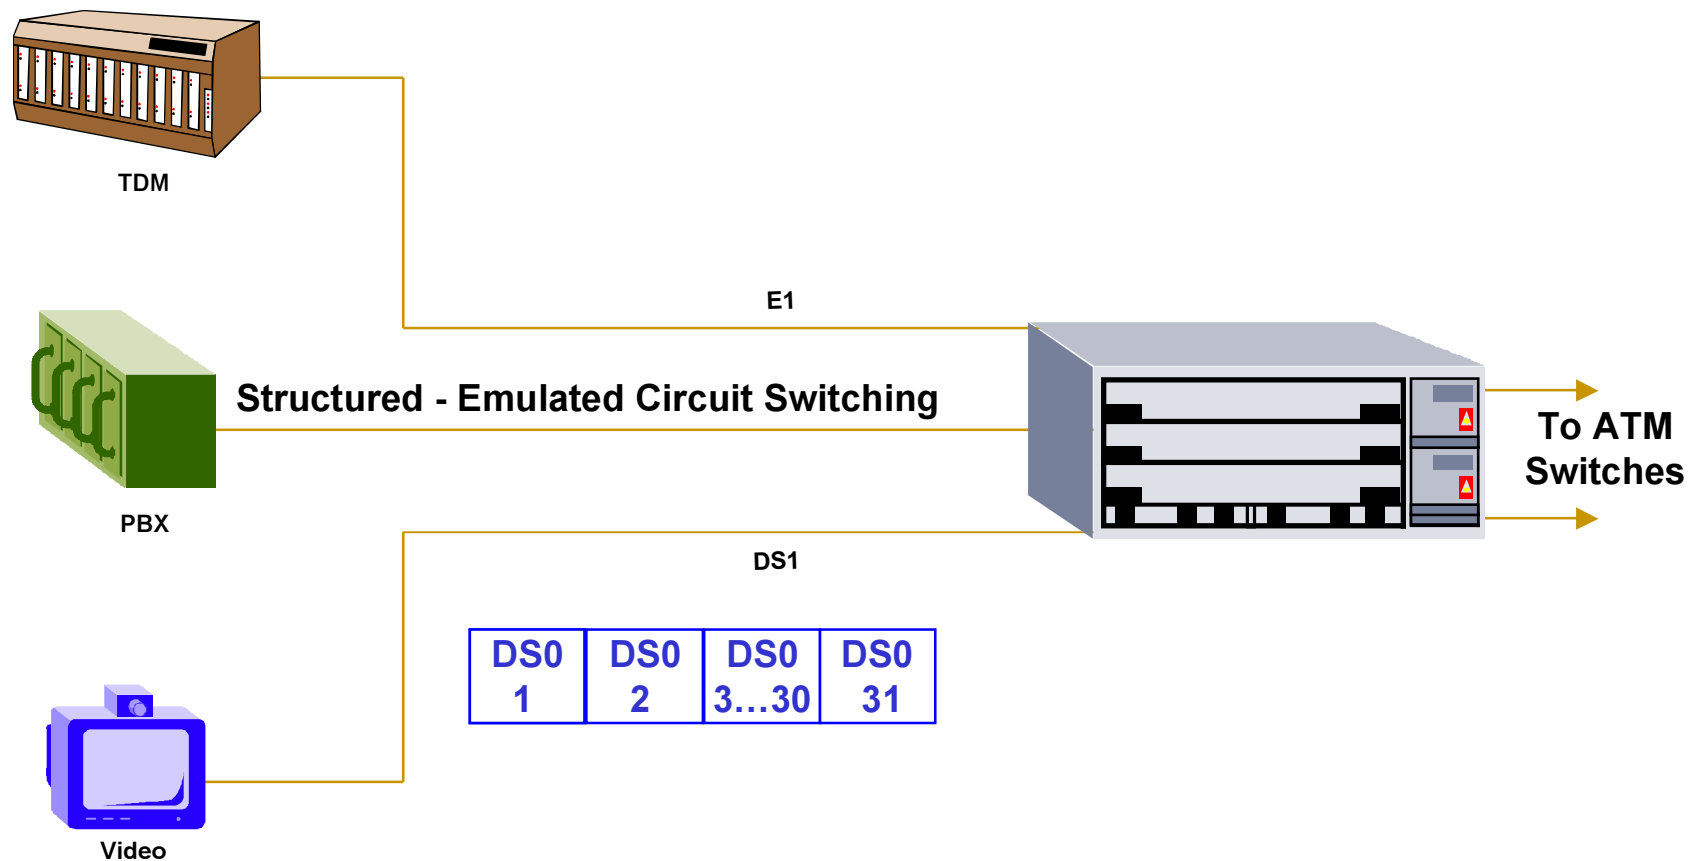 TDM
E1
Structured - Emulated Circuit Switching
To ATM
Switches
PBX
DS1
DS0 DS0 DS0 DS0
1 2 3...30 31
Video